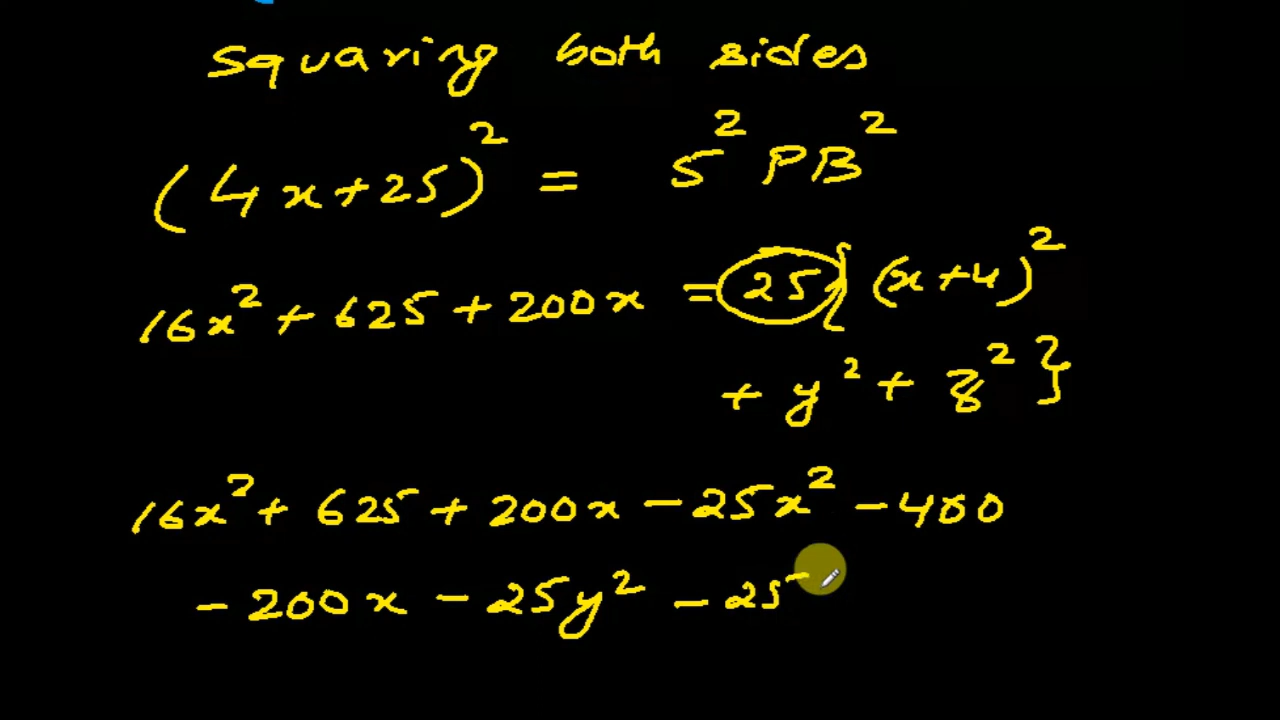 squaring both sides
(4x+25)² = 5² PB²
16x² + 625 + 200x = 25{ (x+4)²
+ y² + z² }
16x² + 625 + 200x - 25x² - 400
- 200x - 25y² - 25